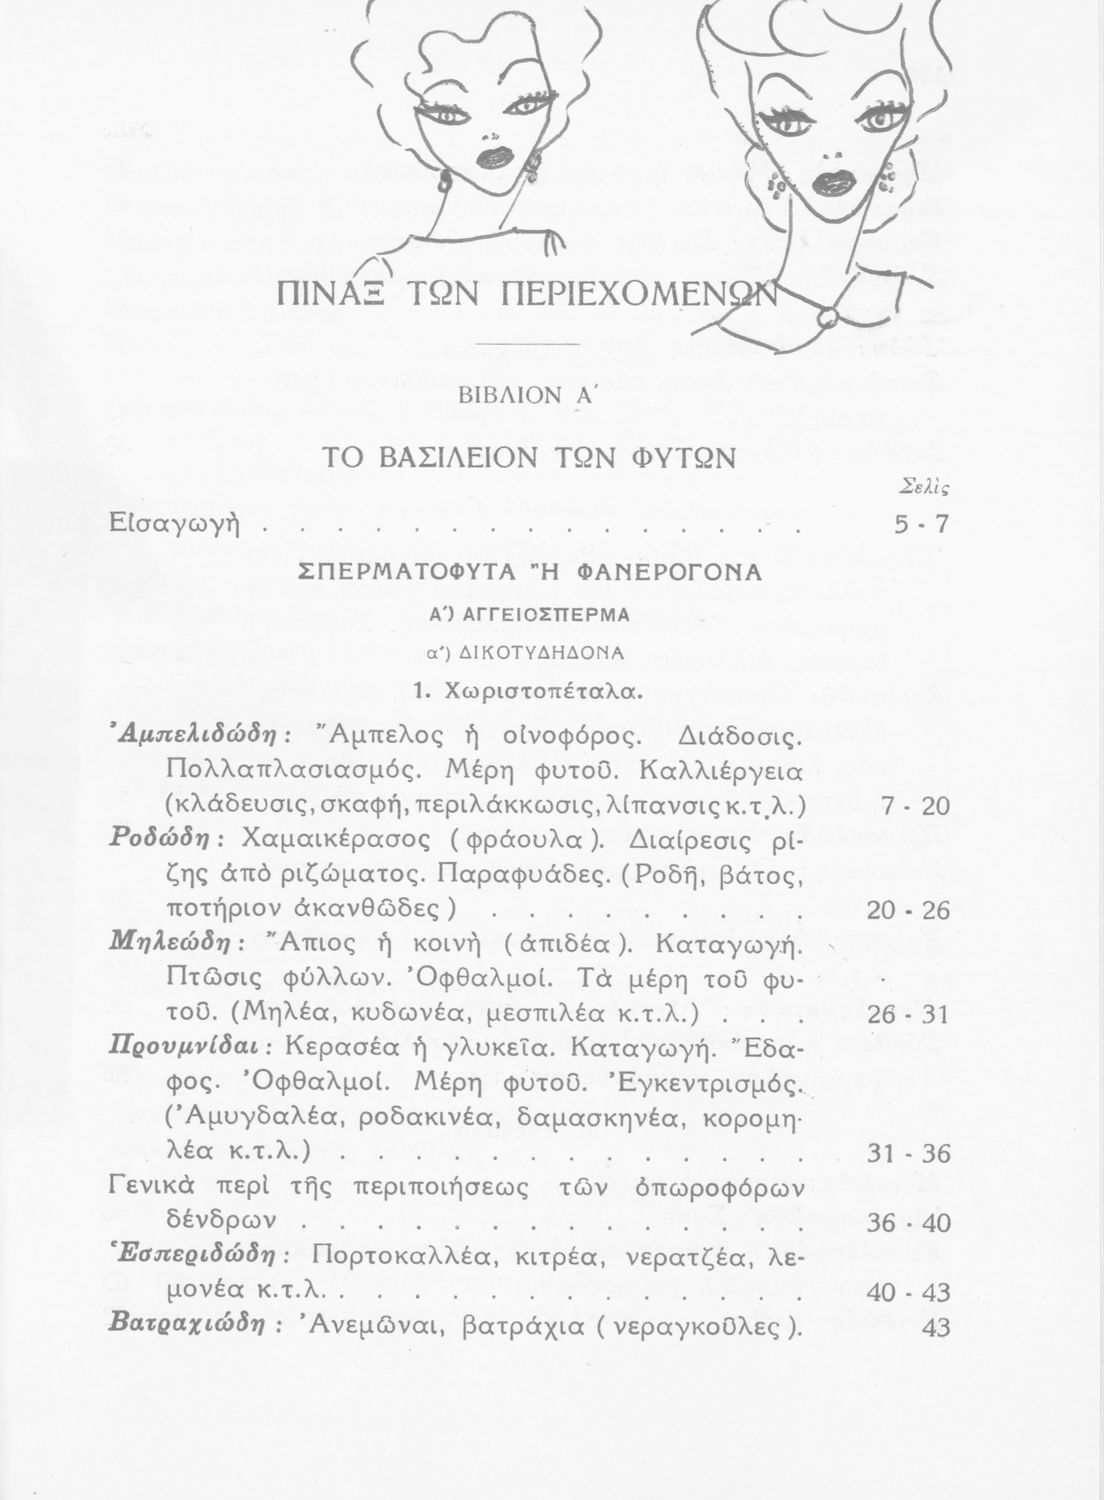 ΠΙΝΑΞ ΤΩΝ ΠΕΡΙΕΧΟΜΕΝΩΝ
ΒΙΒΛΙΟΝ Α΄
ΤΟ ΒΑΣΙΛΕΙΟΝ ΤΩΝ ΦΥΤΩΝ
Σελὶς
Εἰσαγωγὴ . . . . . . . . . . . . . . . . 5 - 7
ΣΠΕΡΜΑΤΟΦΥΤΑ Ἢ ΦΑΝΕΡΟΓΟΝΑ
Α΄) ΑΓΓΕΙΟΣΠΕΡΜΑ
α΄) ΔΙΚΟΤΥΔΗΔΟΝΑ
1. Χωριστοπέταλα.
Ἀμπελιδώδη : Ἄμπελος ἡ οἰνοφόρος. Διάδοσις.
Πολλαπλασιασμός. Μέρη φυτοῦ. Καλλιέργεια
(κλάδευσις, σκαφή, περιλάκκωσις, λίπανσις κ.τ.λ.) 7 - 20
Ροδώδη : Χαμαικέρασος ( φράουλα ). Διαίρεσις ρί-
ζης ἀπὸ ριζώματος. Παραφυάδες. (Ροδῆ, βάτος,
ποτήριον ἀκανθῶδες ) . . . . . . . . . 20 - 26
Μηλεώδη : Ἄπιος ἡ κοινὴ ( ἀπιδέα ). Καταγωγή.
Πτῶσις φύλλων. Ὀφθαλμοί. Τὰ μέρη τοῦ φυ-
τοῦ. (Μηλέα, κυδωνέα, μεσπιλέα κ.τ.λ.) . . . 26 - 31
Προυμνίδαι : Κερασέα ἡ γλυκεῖα. Καταγωγή. Ἔδα-
φος. Ὀφθαλμοί. Μέρη φυτοῦ. Ἐγκεντρισμός.
(Ἀμυγδαλέα, ροδακινέα, δαμασκηνέα, κορομη-
λέα κ.τ.λ.) . . . . . . . . . . . . . 31 - 36
Γενικὰ περὶ τῆς περιποιήσεως τῶν ὀπωροφόρων
δένδρων . . . . . . . . . . . . . . 36 - 40
Ἑσπεριδώδη : Πορτοκαλλέα, κιτρέα, νερατζέα, λε-
μονέα κ.τ.λ. . . . . . . . . . . . . . 40 - 43
Βατραχιώδη : Ἀνεμῶναι, βατράχια ( νεραγκοῦλες ). 43